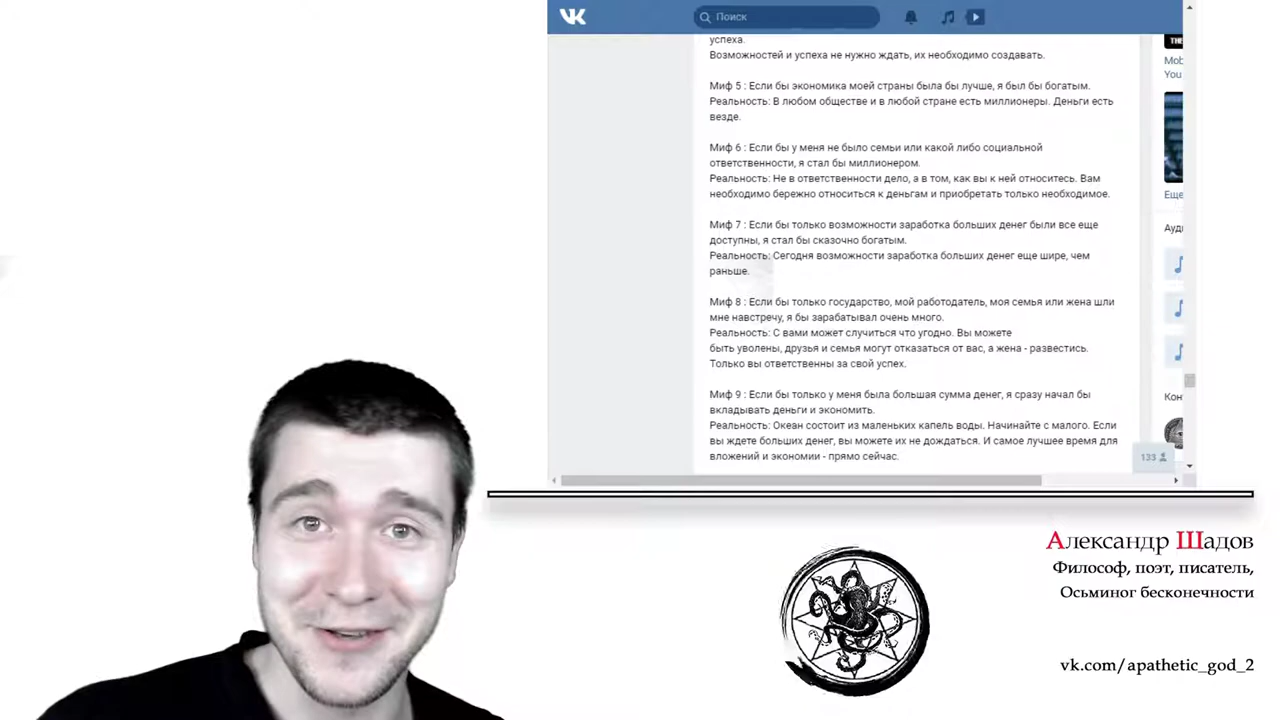 Поиск
успеха.
Возможностей и успеха не нужно ждать, их необходимо создавать.
Миф 5 : Если бы экономика моей страны была бы лучше, я был бы богатым.
Реальность: В любом обществе и в любой стране есть миллионеры. Деньги есть
везде.
Миф 6 : Если бы у меня не было семьи или какой либо социальной
ответственности, я стал бы миллионером.
Реальность: Не в ответственности дело, а в том, как вы к ней относитесь. Вам
необходимо бережно относиться к деньгам и приобретать только необходимое.
Миф 7 : Если бы только возможности заработка больших денег были все еще
доступны, я стал бы сказочно богатым.
Реальность: Сегодня возможности заработка больших денег еще шире, чем
раньше.
Миф 8 : Если бы только государство, мой работодатель, моя семья или жена шли
мне навстречу, я бы зарабатывал очень много.
Реальность: С вами может случиться что угодно. Вы можете
быть уволены, друзья и семья могут отказаться от вас, а жена - развестись.
Только вы ответственны за свой успех.
Миф 9 : Если бы только у меня была большая сумма денег, я сразу начал бы
вкладывать деньги и экономить.
Реальность: Океан состоит из маленьких капель воды. Начинайте с малого. Если
вы ждете больших денег, вы можете их не дождаться. И самое лучшее время для
вложений и экономии - прямо сейчас.
THE
Mob
You
Еще
Ауди
Кон
133
Александр Шадов
Философ, поэт, писатель,
Осьминог бесконечности
vk.com/apathetic_god_2